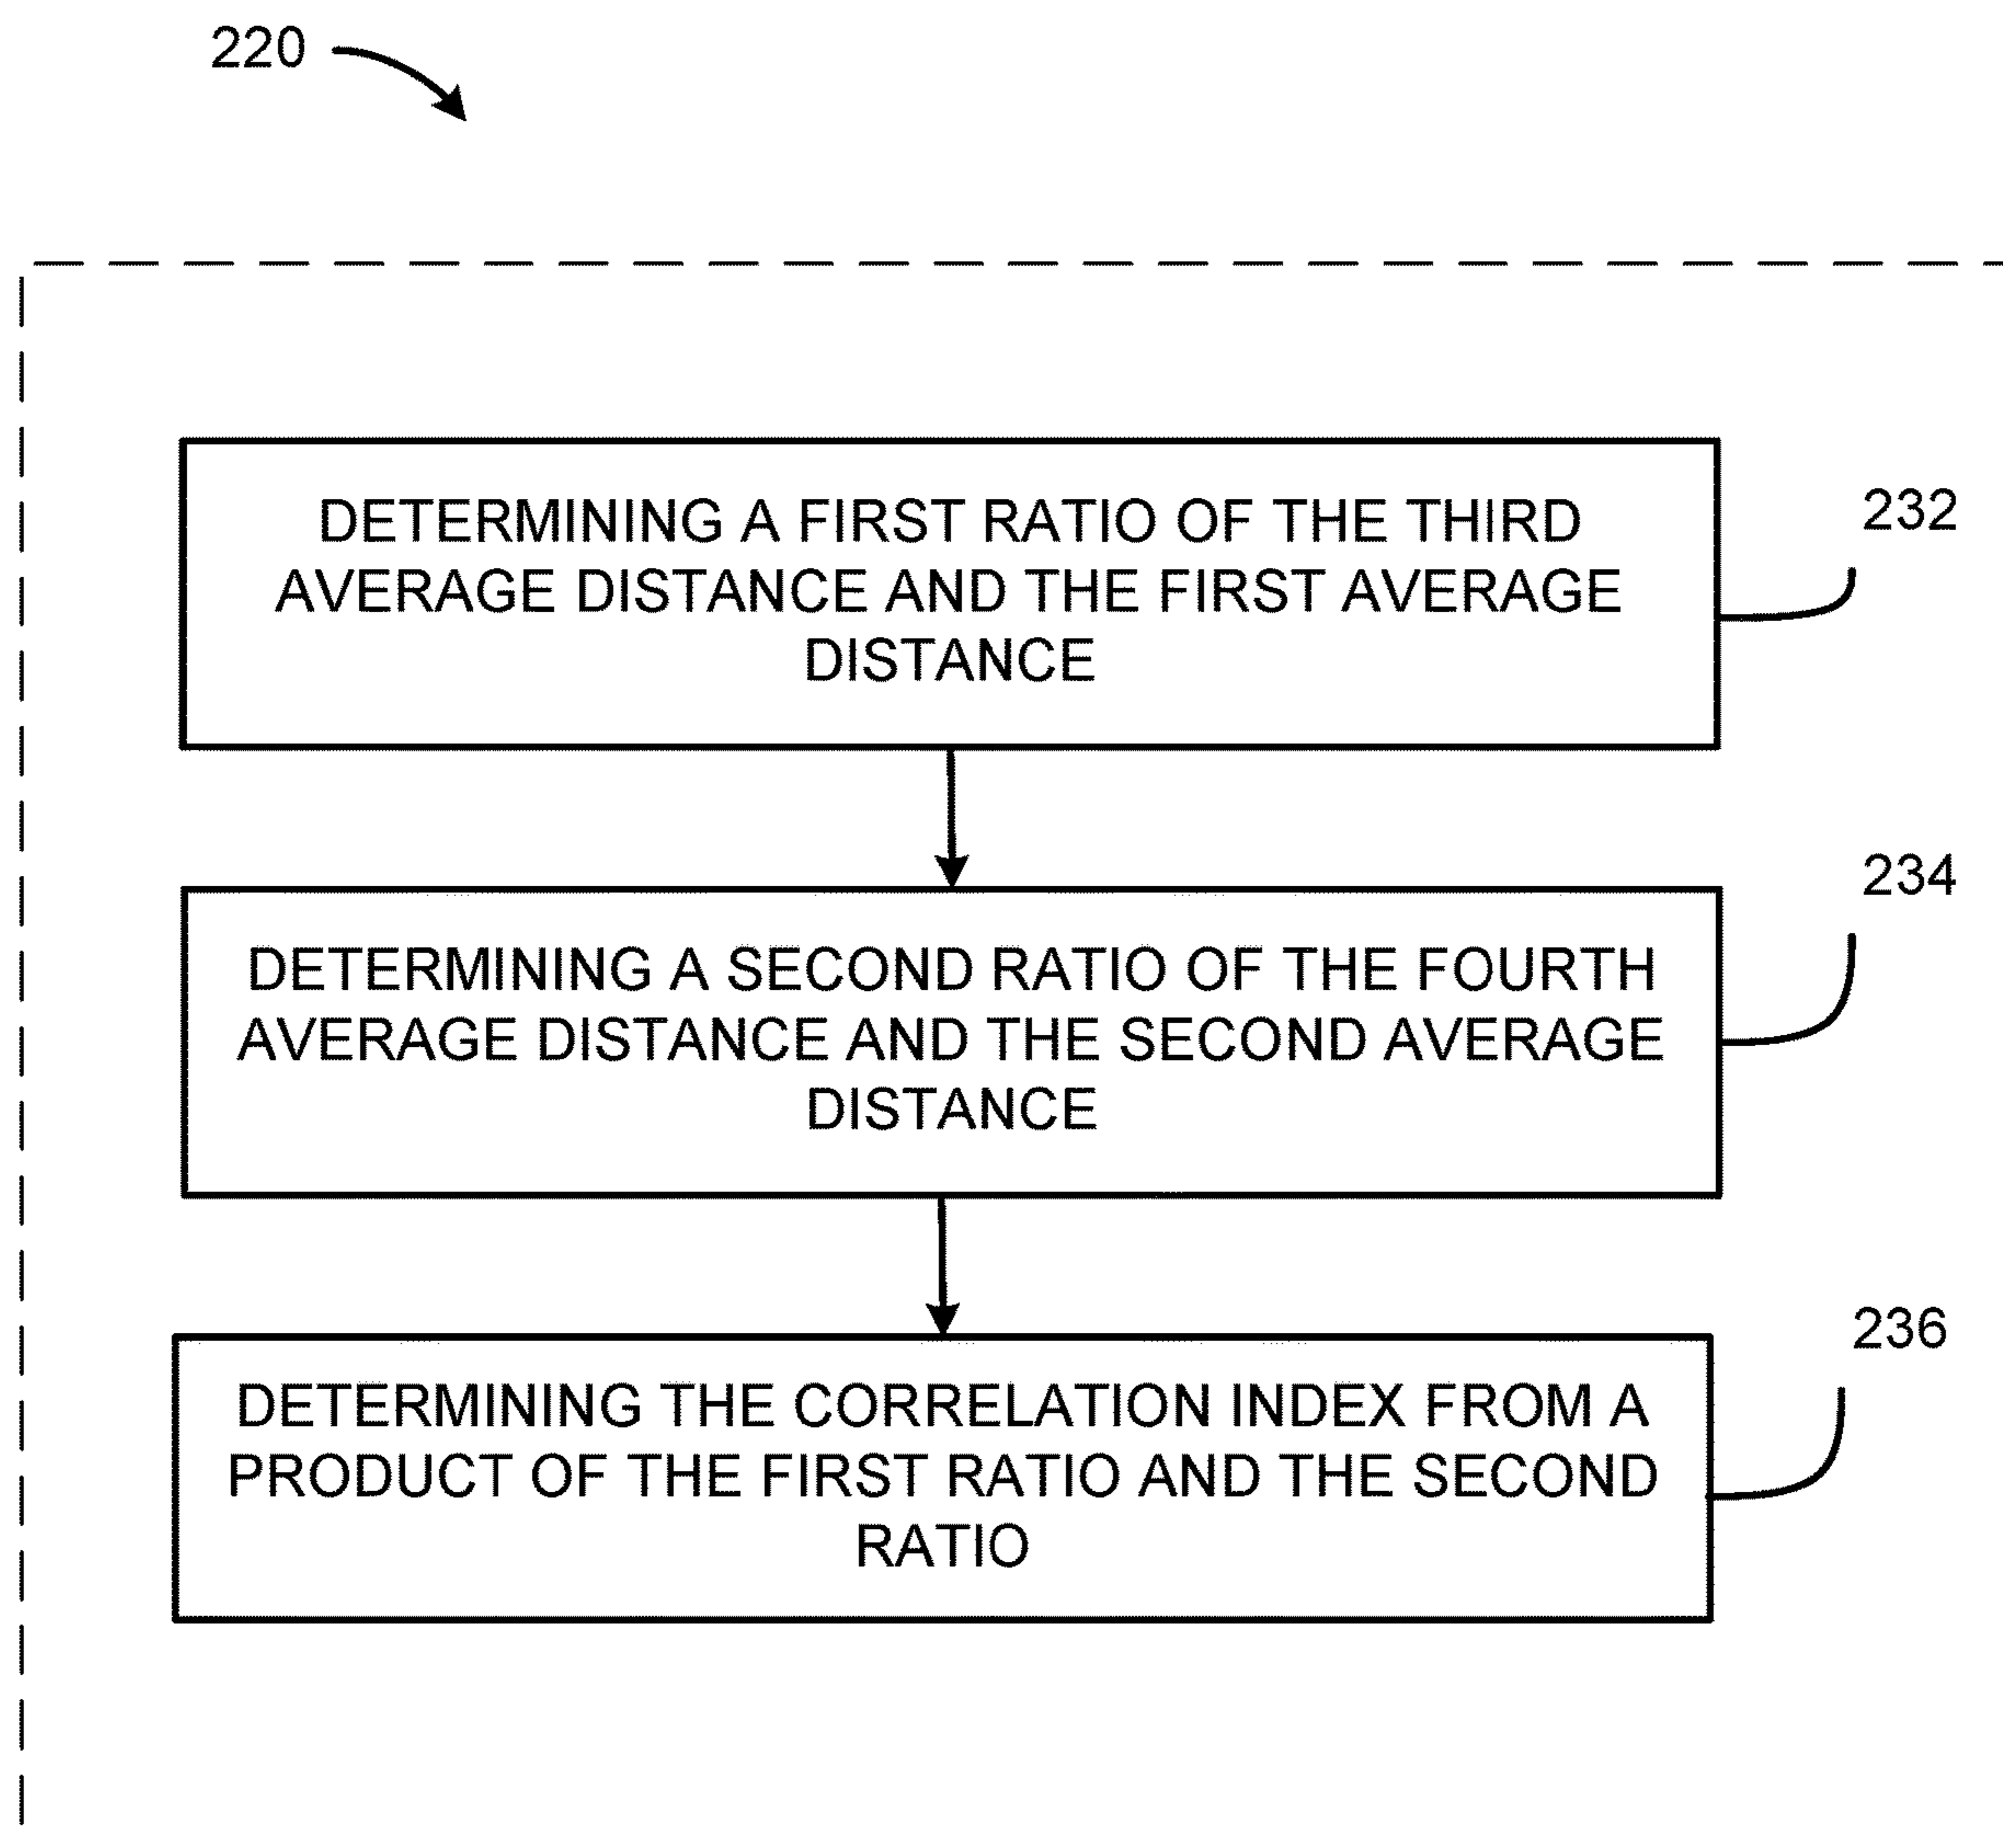 220
DETERMINING A FIRST RATIO OF THE THIRD
AVERAGE DISTANCE AND THE FIRST AVERAGE
DISTANCE
232
DETERMINING A SECOND RATIO OF THE FOURTH
AVERAGE DISTANCE AND THE SECOND AVERAGE
DISTANCE
234
DETERMINING THE CORRELATION INDEX FROM A
PRODUCT OF THE FIRST RATIO AND THE SECOND
RATIO
236